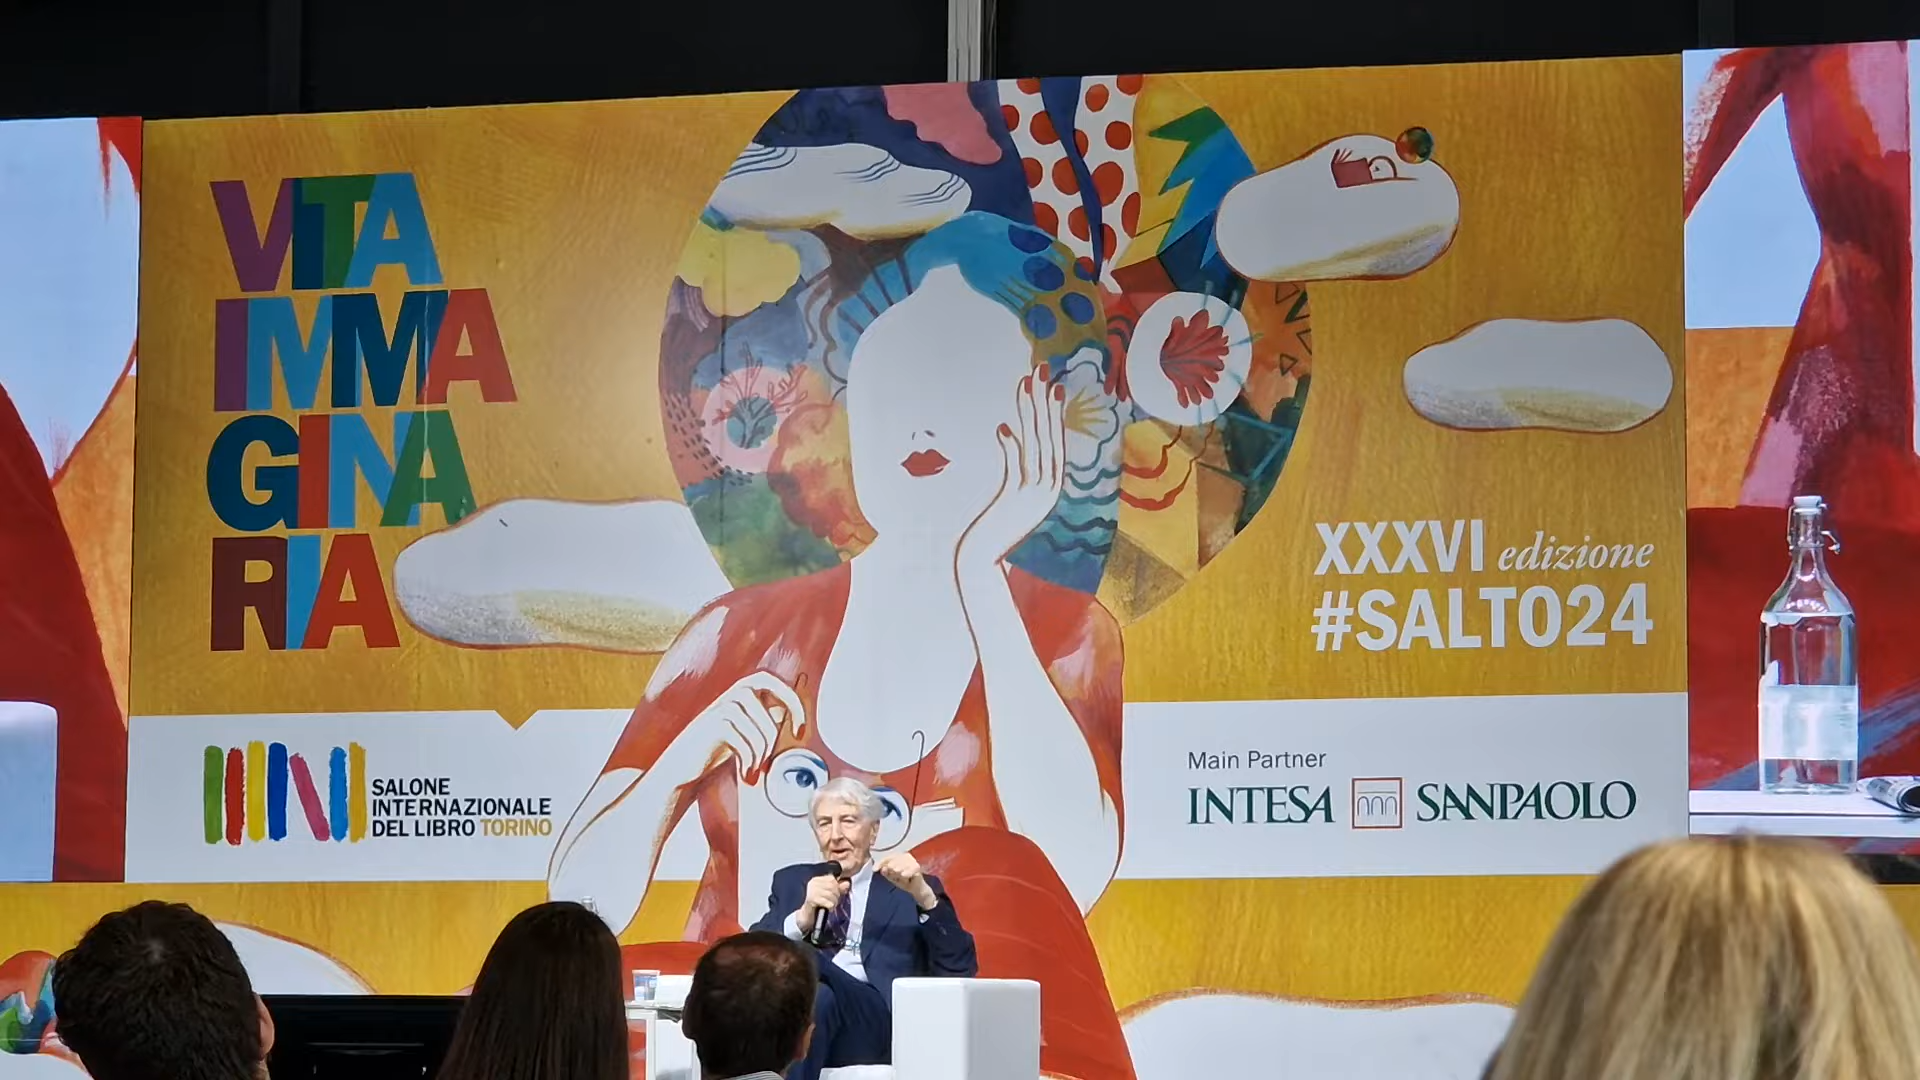 VITA
IMMA
GINA
RIA
XXXVI edizione
#SALTO24
SALONE
INTERNAZIONALE
DEL LIBRO TORINO
Main Partner
INTESA SANPAOLO